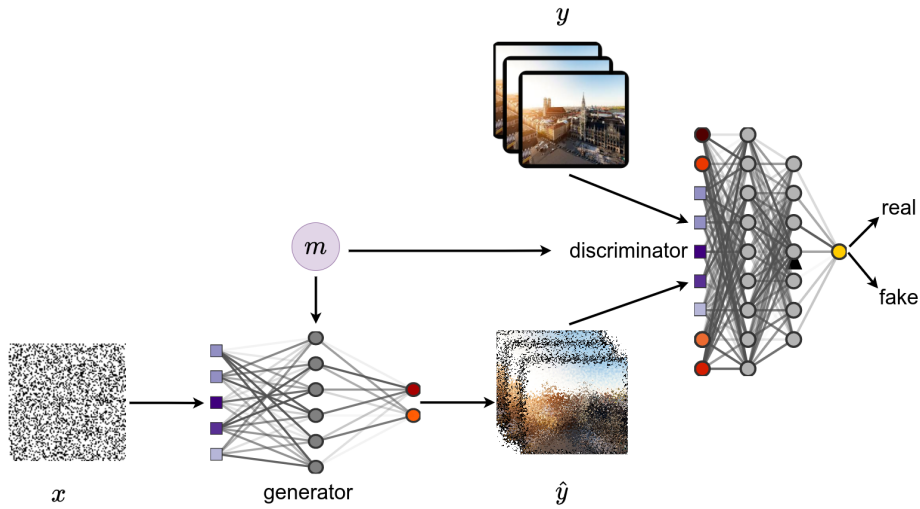 y
real
m
discriminator
fake
x
generator
ŷ